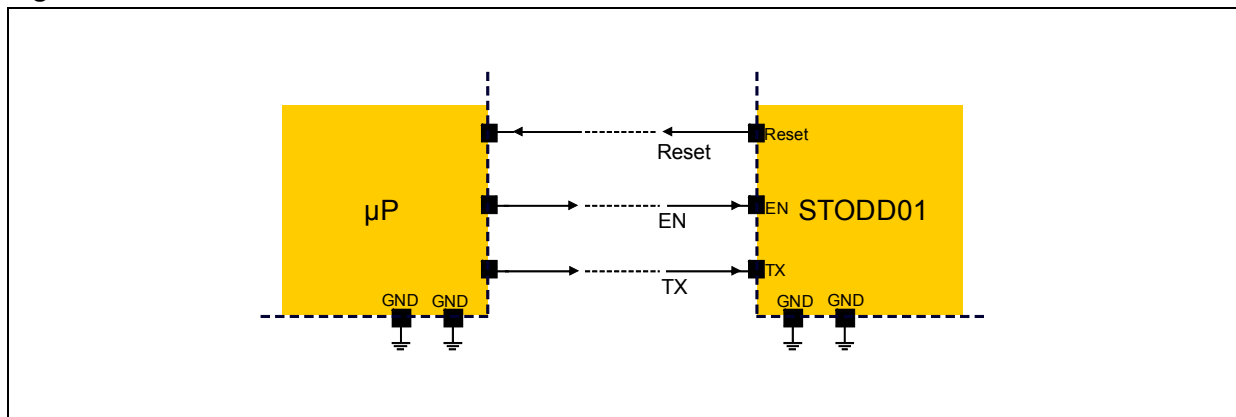 Reset
Reset
µP
EN
STODD01
EN
TX
TX
GND GND
GND GND